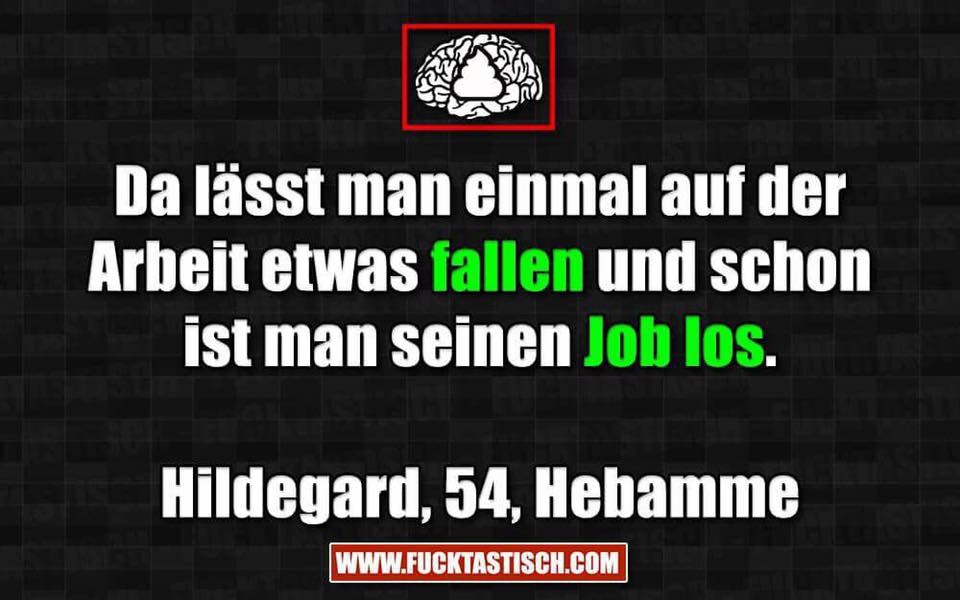 Da lässt man einmal auf der
Arbeit etwas fallen und schon
ist man seinen Job los.
Hildegard, 54, Hebamme
WWW.FUCKTASTISCH.COM